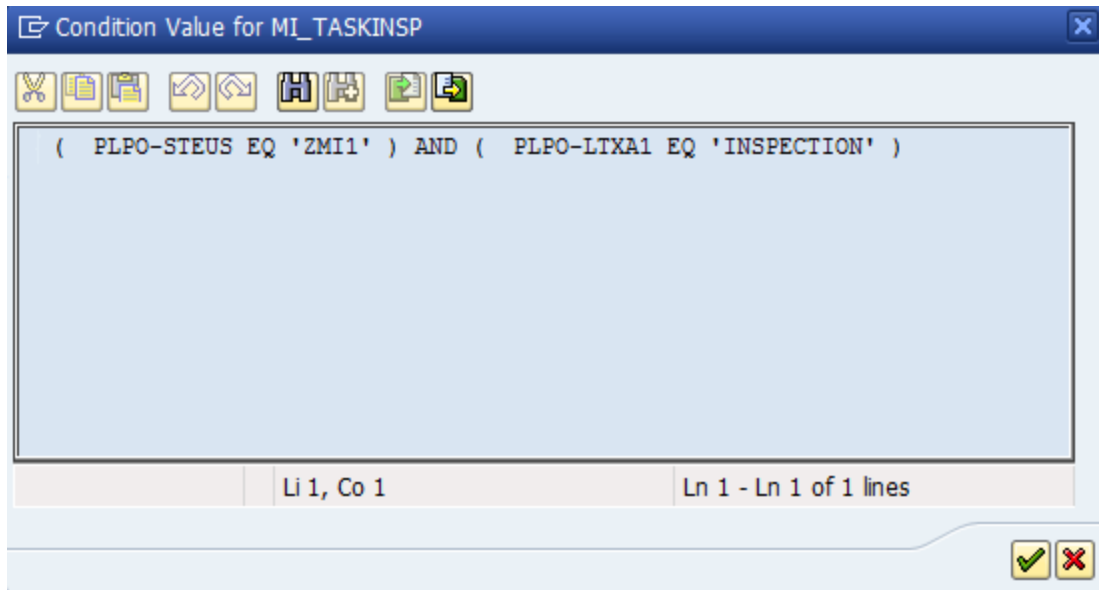 Condition Value for MI_TASKINSP
( PLPO-STEUS EQ 'ZMI1' ) AND ( PLPO-LTXA1 EQ 'INSPECTION' )
Li 1, Co 1 Ln 1 - Ln 1 of 1 lines